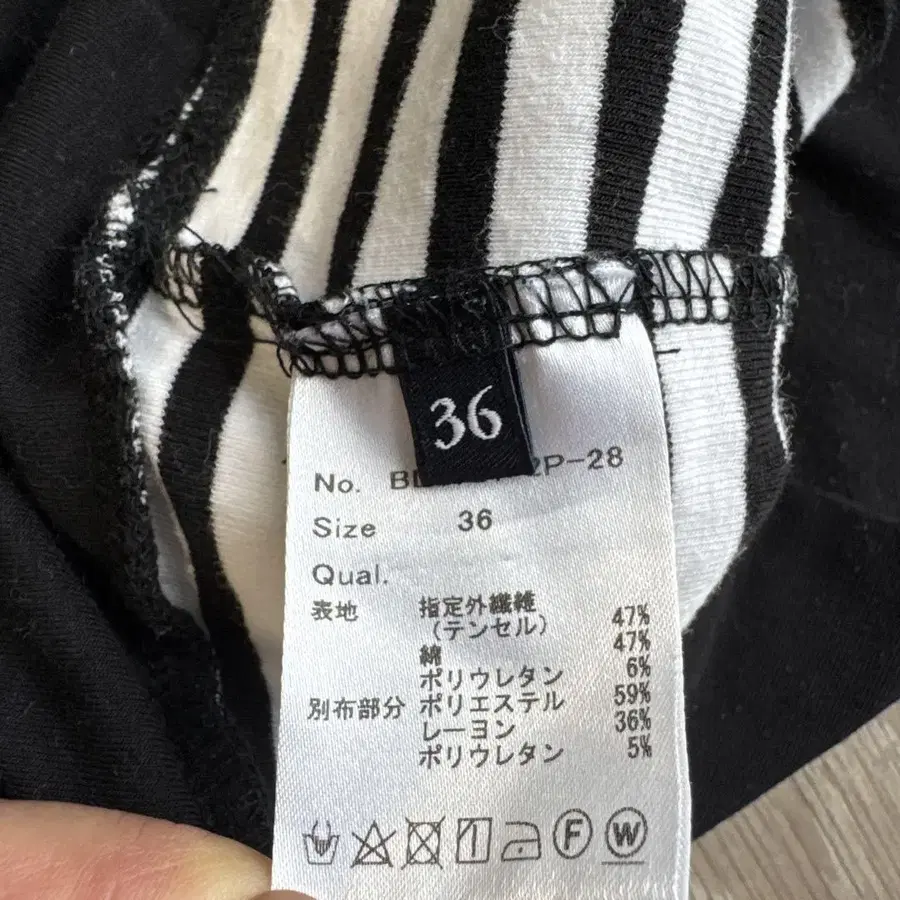 36
No. 2P-28
Size 36
Qual.
表地 指定外繊維
(テンセル) 47%
綿 47%
ポリウレタン 6%
別布部分 ポリエステル 59%
レーヨン 36%
ポリウレタン 5%
F W